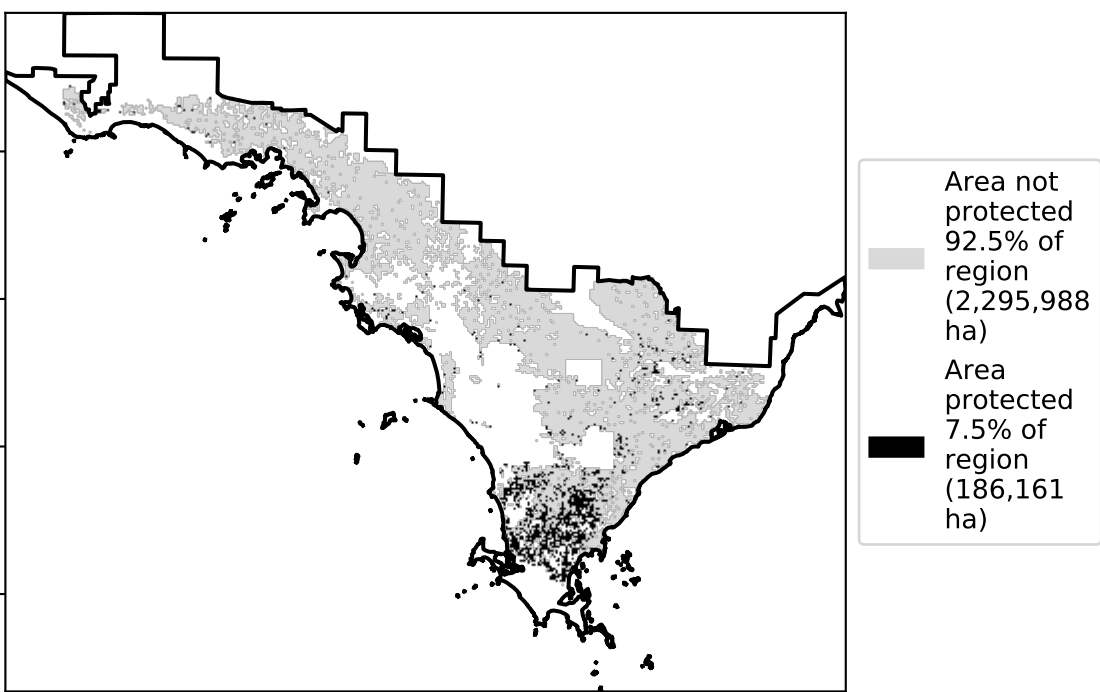 Area not
protected
92.5% of
region
(2,295,988
ha)
Area
protected
7.5% of
region
(186,161
ha)